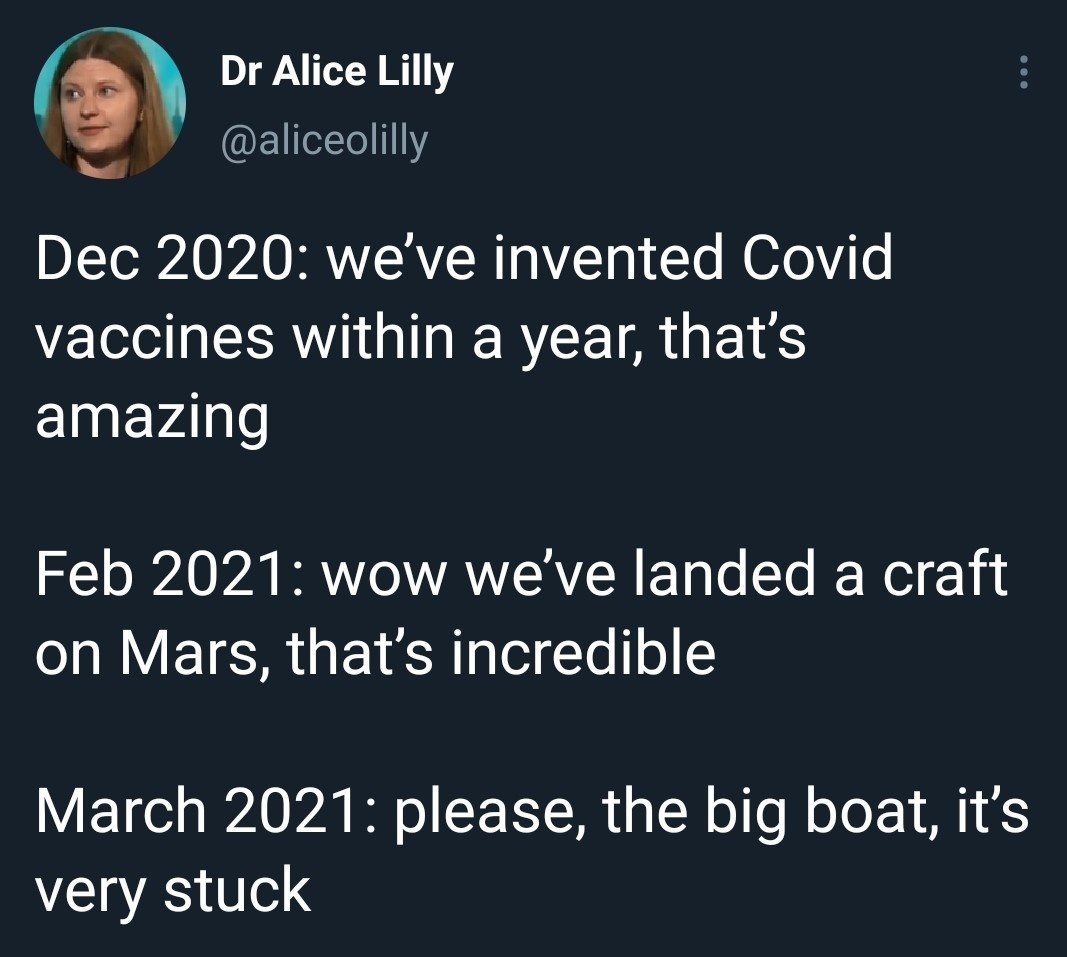 Dr Alice Lilly
@aliceolilly
Dec 2020: we’ve invented Covid
vaccines within a year, that’s
amazing
Feb 2021: wow we’ve landed a craft
on Mars, that’s incredible
March 2021: please, the big boat, it’s
very stuck